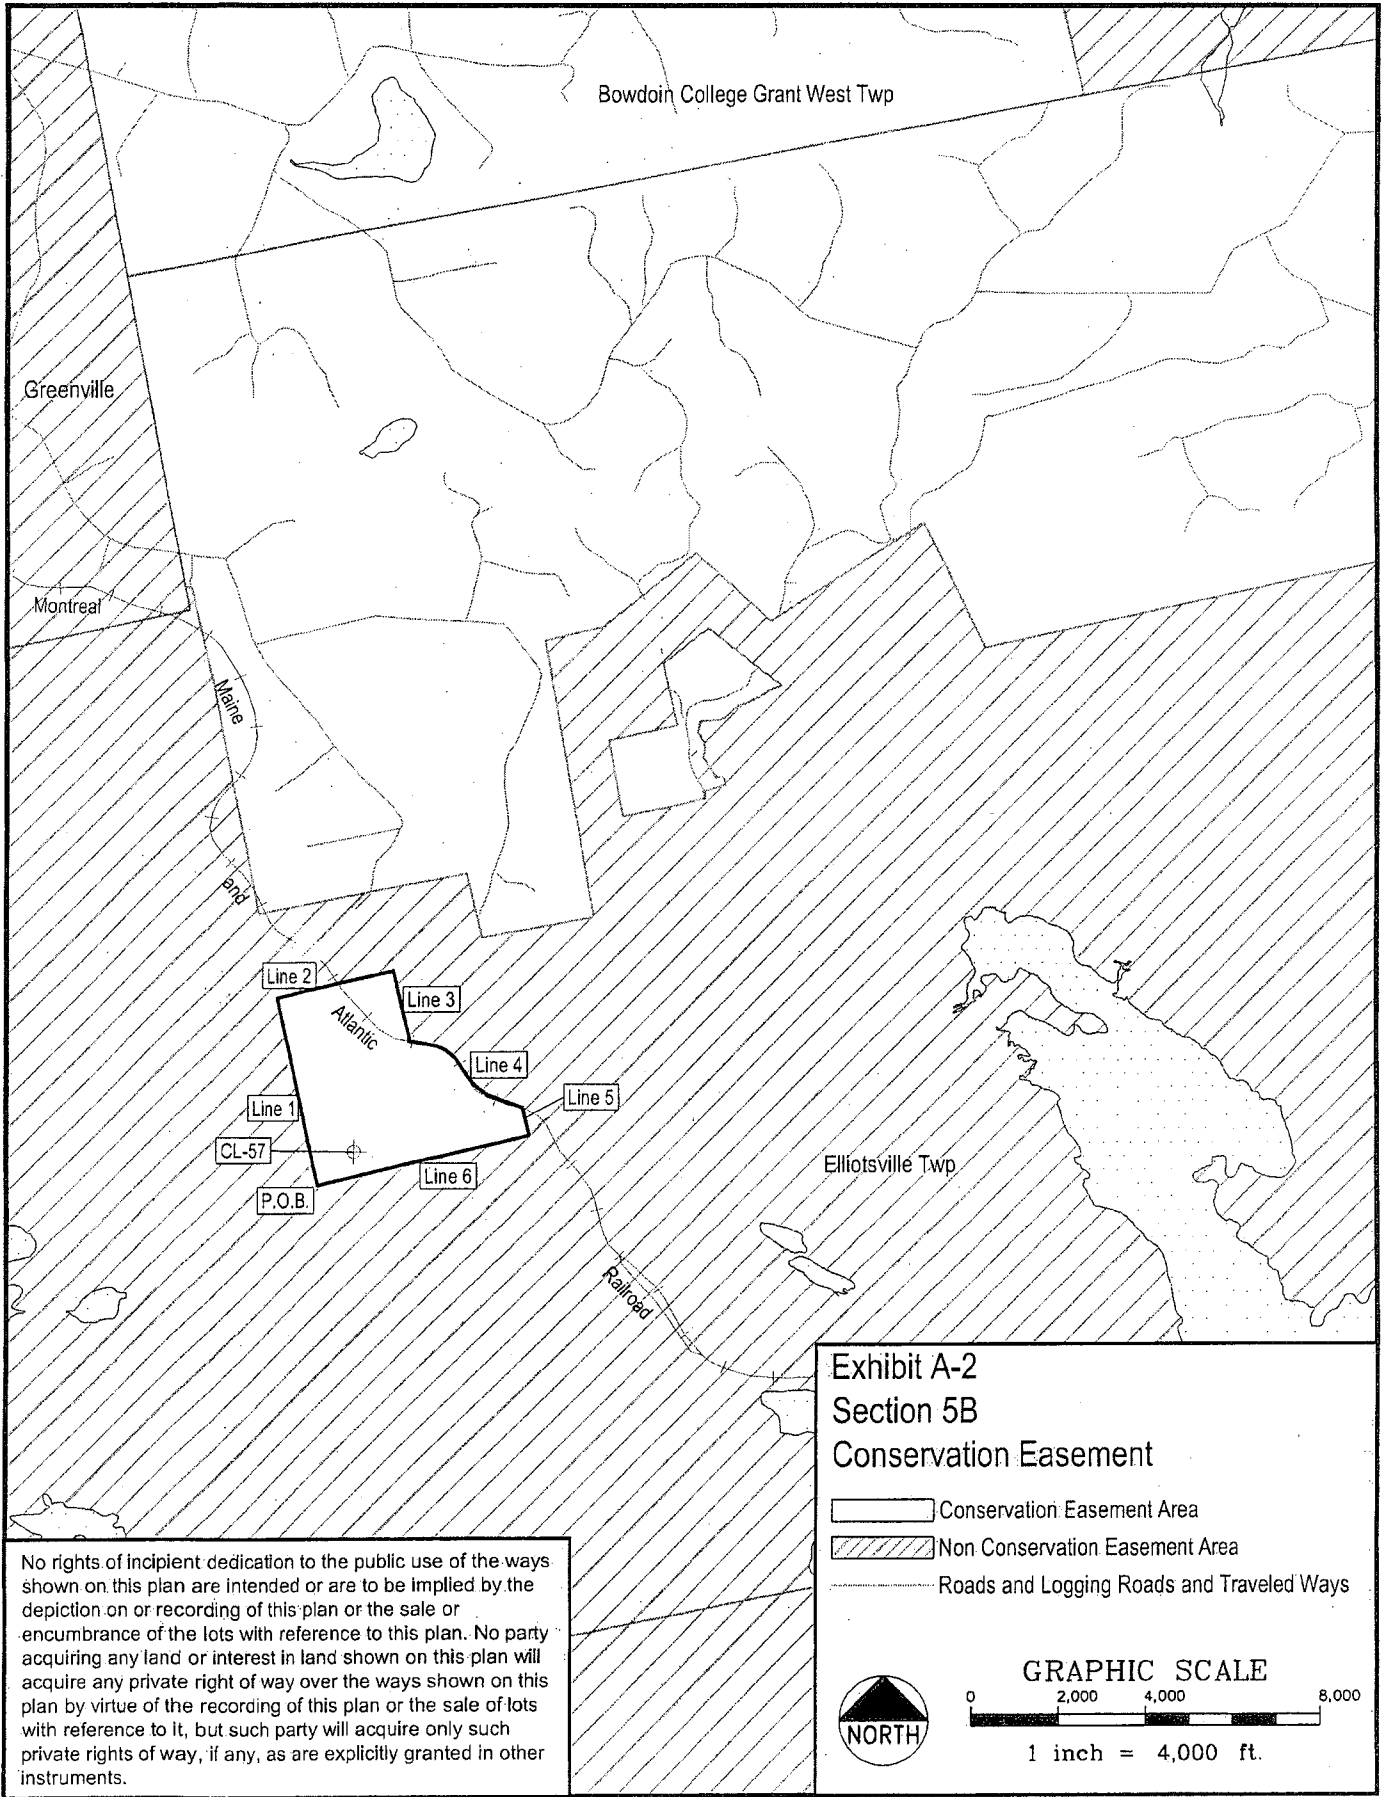 Bowdoin College Grant West Twp
Greenville
Montreal
Maine
and
Line 2
Line 3
Atlantic
Line 4
Line 5
Line 1
CL-57
Line 6
P.O.B.
Elliotsville Twp
Railroad
Exhibit A-2
Section 5B
Conservation Easement
Conservation Easement Area
Non Conservation Easement Area
Roads and Logging Roads and Traveled Ways
No rights of incipient dedication to the public use of the ways
shown on this plan are intended or are to be implied by the
depiction on or recording of this plan or the sale or
encumbrance of the lots with reference to this plan. No party
acquiring any land or interest in land shown on this plan will
acquire any private right of way over the ways shown on this
plan by virtue of the recording of this plan or the sale of lots
with reference to it, but such party will acquire only such
private rights of way, if any, as are explicitly granted in other
instruments.
NORTH
GRAPHIC SCALE
0 2,000 4,000 8,000
1 inch = 4,000 ft.